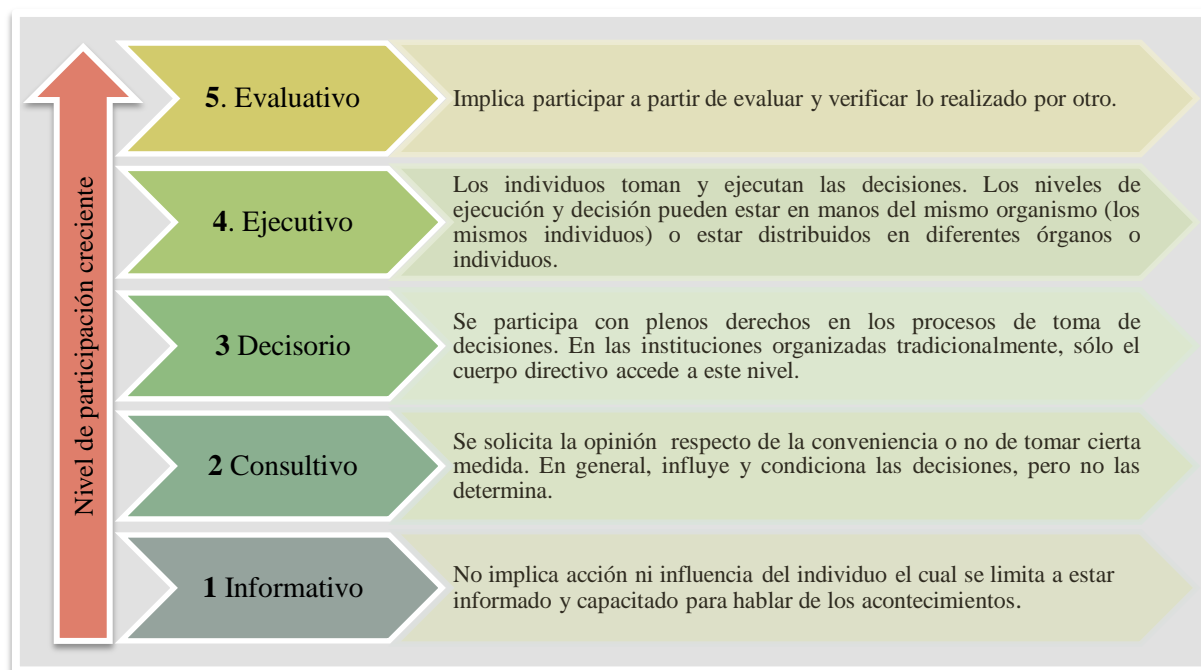 Nivel de participación creciente
5. Evaluativo
Implica participar a partir de evaluar y verificar lo realizado por otro.
4. Ejecutivo
Los individuos toman y ejecutan las decisiones. Los niveles de
ejecución y decisión pueden estar en manos del mismo organismo (los
mismos individuos) o estar distribuidos en diferentes órganos o
individuos.
3 Decisorio
Se participa con plenos derechos en los procesos de toma de
decisiones. En las instituciones organizadas tradicionalmente, sólo el
cuerpo directivo accede a este nivel.
2 Consultivo
Se solicita la opinión respecto de la conveniencia o no de tomar cierta
medida. En general, influye y condiciona las decisiones, pero no las
determina.
1 Informativo
No implica acción ni influencia del individuo el cual se limita a estar
informado y capacitado para hablar de los acontecimientos.